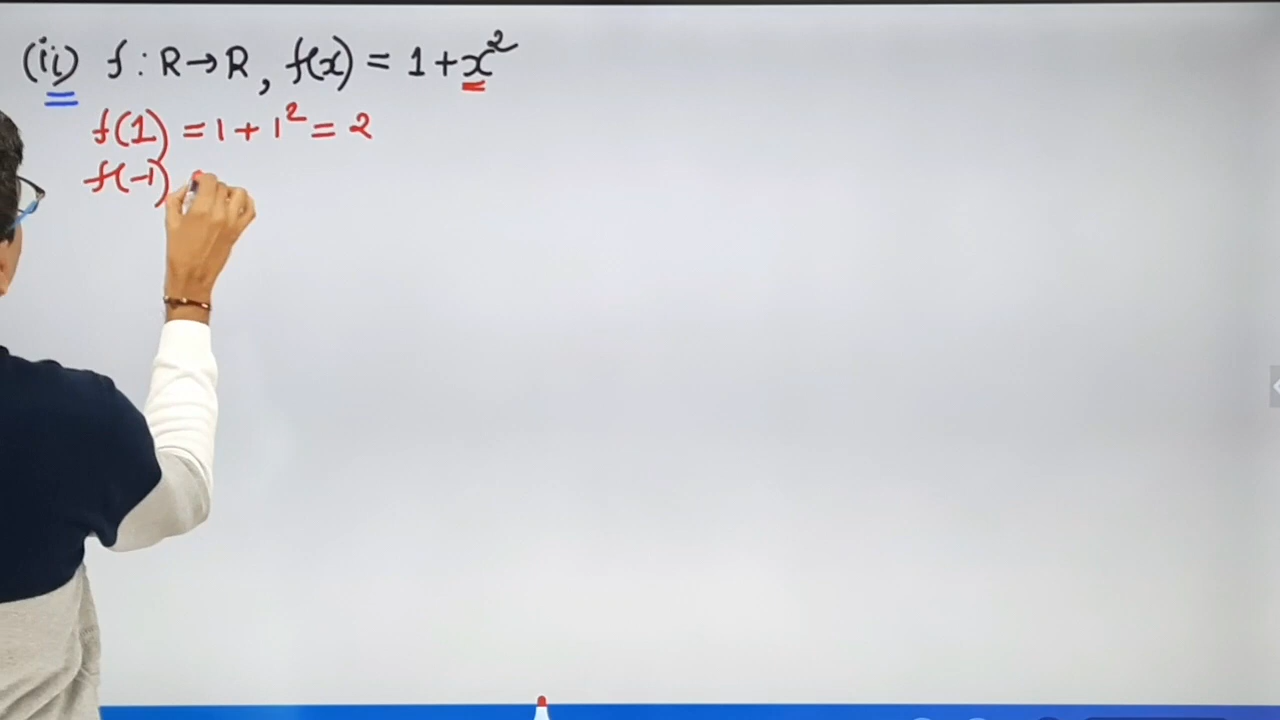 (ii) f : R→R, f(x) = 1+x²
f(1) = 1 + 1² = 2
f(-1)